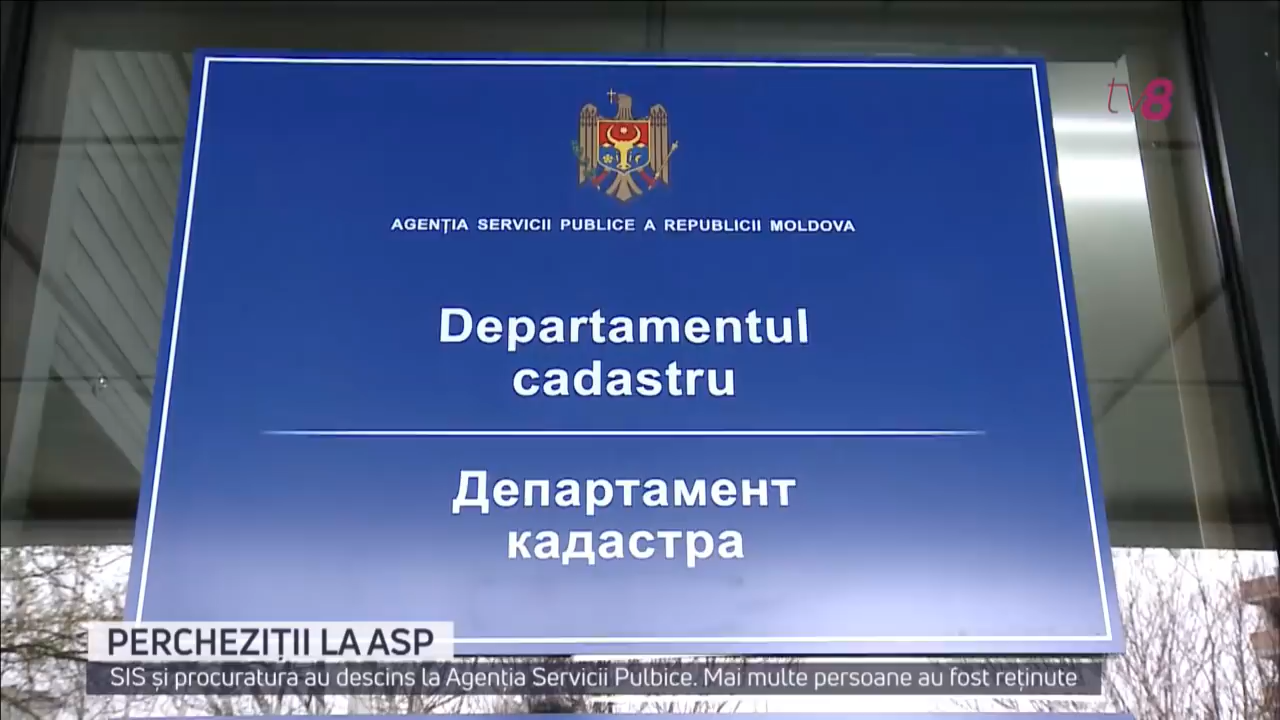 tv8
AGENȚIA SERVICII PUBLICE A REPUBLICII MOLDOVA
Departamentul
cadastru
Департамент
кадастра
PERCHEZIȚII LA ASP
SIS și procuratura au descins la Agenția Servicii Pulbice. Mai multe persoane au fost reținute